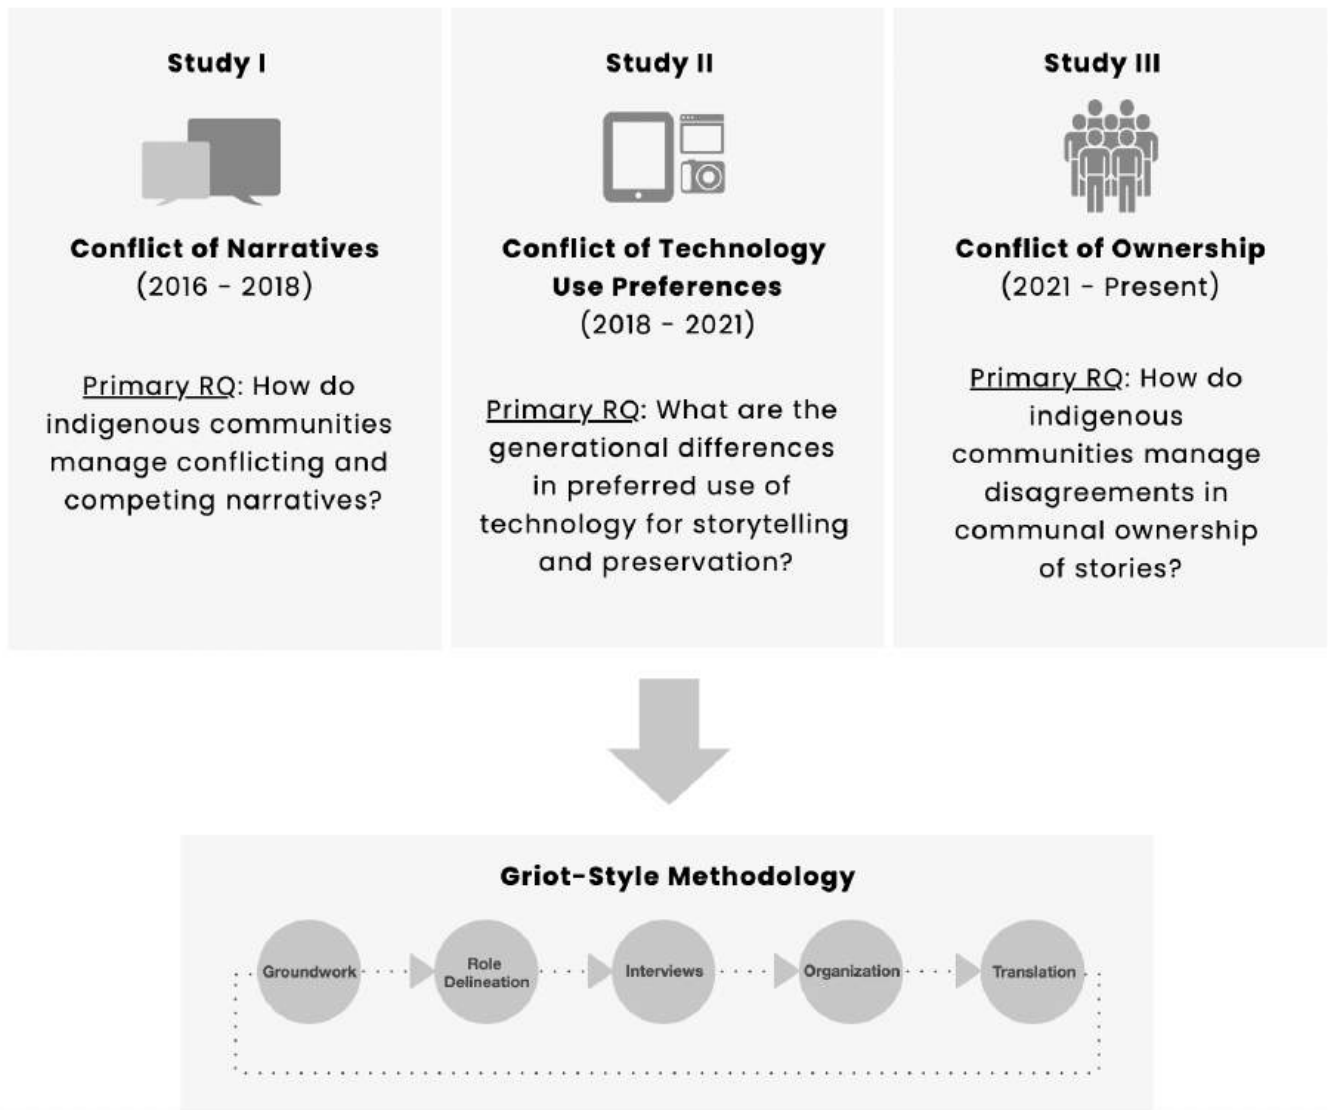 Study I
Conflict of Narratives
(2016 - 2018)
Primary RQ: How do
indigenous communities
manage conflicting and
competing narratives?
Study II
Conflict of Technology
Use Preferences
(2018 - 2021)
Primary RQ: What are the
generational differences
in preferred use of
technology for storytelling
and preservation?
Study III
Conflict of Ownership
(2021 - Present)
Primary RQ: How do
indigenous
communities manage
disagreements in
communal ownership
of stories?
Griot-Style Methodology
Groundwork
Role
Delineation
Interviews
Organization
Translation